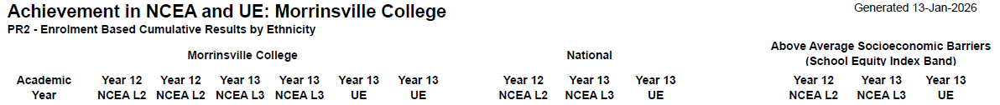 Achievement in NCEA and UE: Morrinsville College
Generated 13-Jan-2026
PR2 - Enrolment Based Cumulative Results by Ethnicity
Morrinsville College National Above Average Socioeconomic Barriers
(School Equity Index Band)
Academic Year 12 Year 12 Year 13 Year 13 Year 13 Year 13 Year 12 Year 13 Year 13 Year 12 Year 13 Year 13
Year NCEA L2 NCEA L2 NCEA L3 NCEA L3 UE UE NCEA L2 NCEA L3 UE NCEA L2 NCEA L3 UE